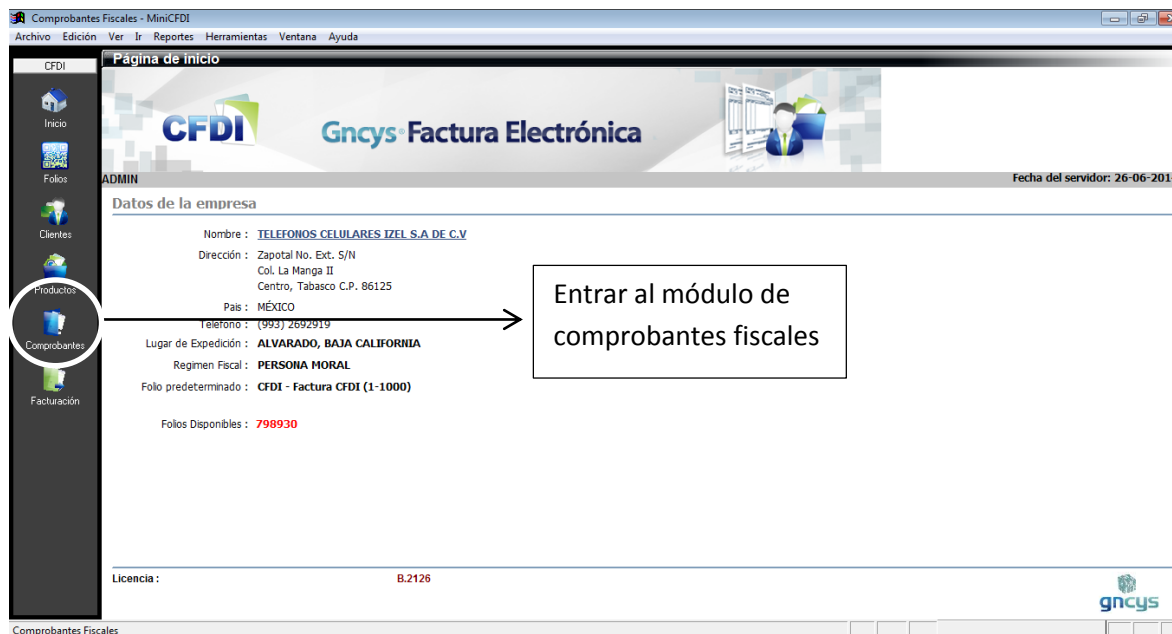 Comprobantes Fiscales - MiniCFDI
Archivo Edición Ver Ir Reportes Herramientas Ventana Ayuda
CFDI
Página de inicio
Inicio
Folios
Clientes
Productos
Comprobantes
Facturación
CFDI
Gncys Factura Electrónica
ADMIN
Fecha del servidor: 26-06-201
Datos de la empresa
Nombre : TELEFONOS CELULARES IZEL S.A DE C.V
Dirección : Zapotal No. Ext. S/N
Col. La Manga II
Centro, Tabasco C.P. 86125
Pais : MÉXICO
Telefono : (993) 2692919
Lugar de Expedición : ALVARADO, BAJA CALIFORNIA
Regimen Fiscal : PERSONA MORAL
Folio predeterminado : CFDI - Factura CFDI (1-1000)
Folios Disponibles : 798930
Entrar al módulo de
comprobantes fiscales
Licencia : B.2126
gncys
Comprobantes Fiscales